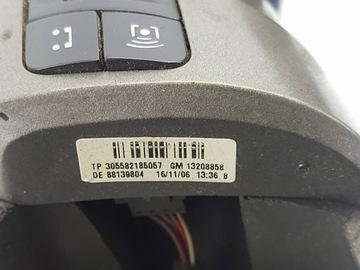 TP 305582185057 GM 13208858
DE 88139804 16/11/06 13:36 B